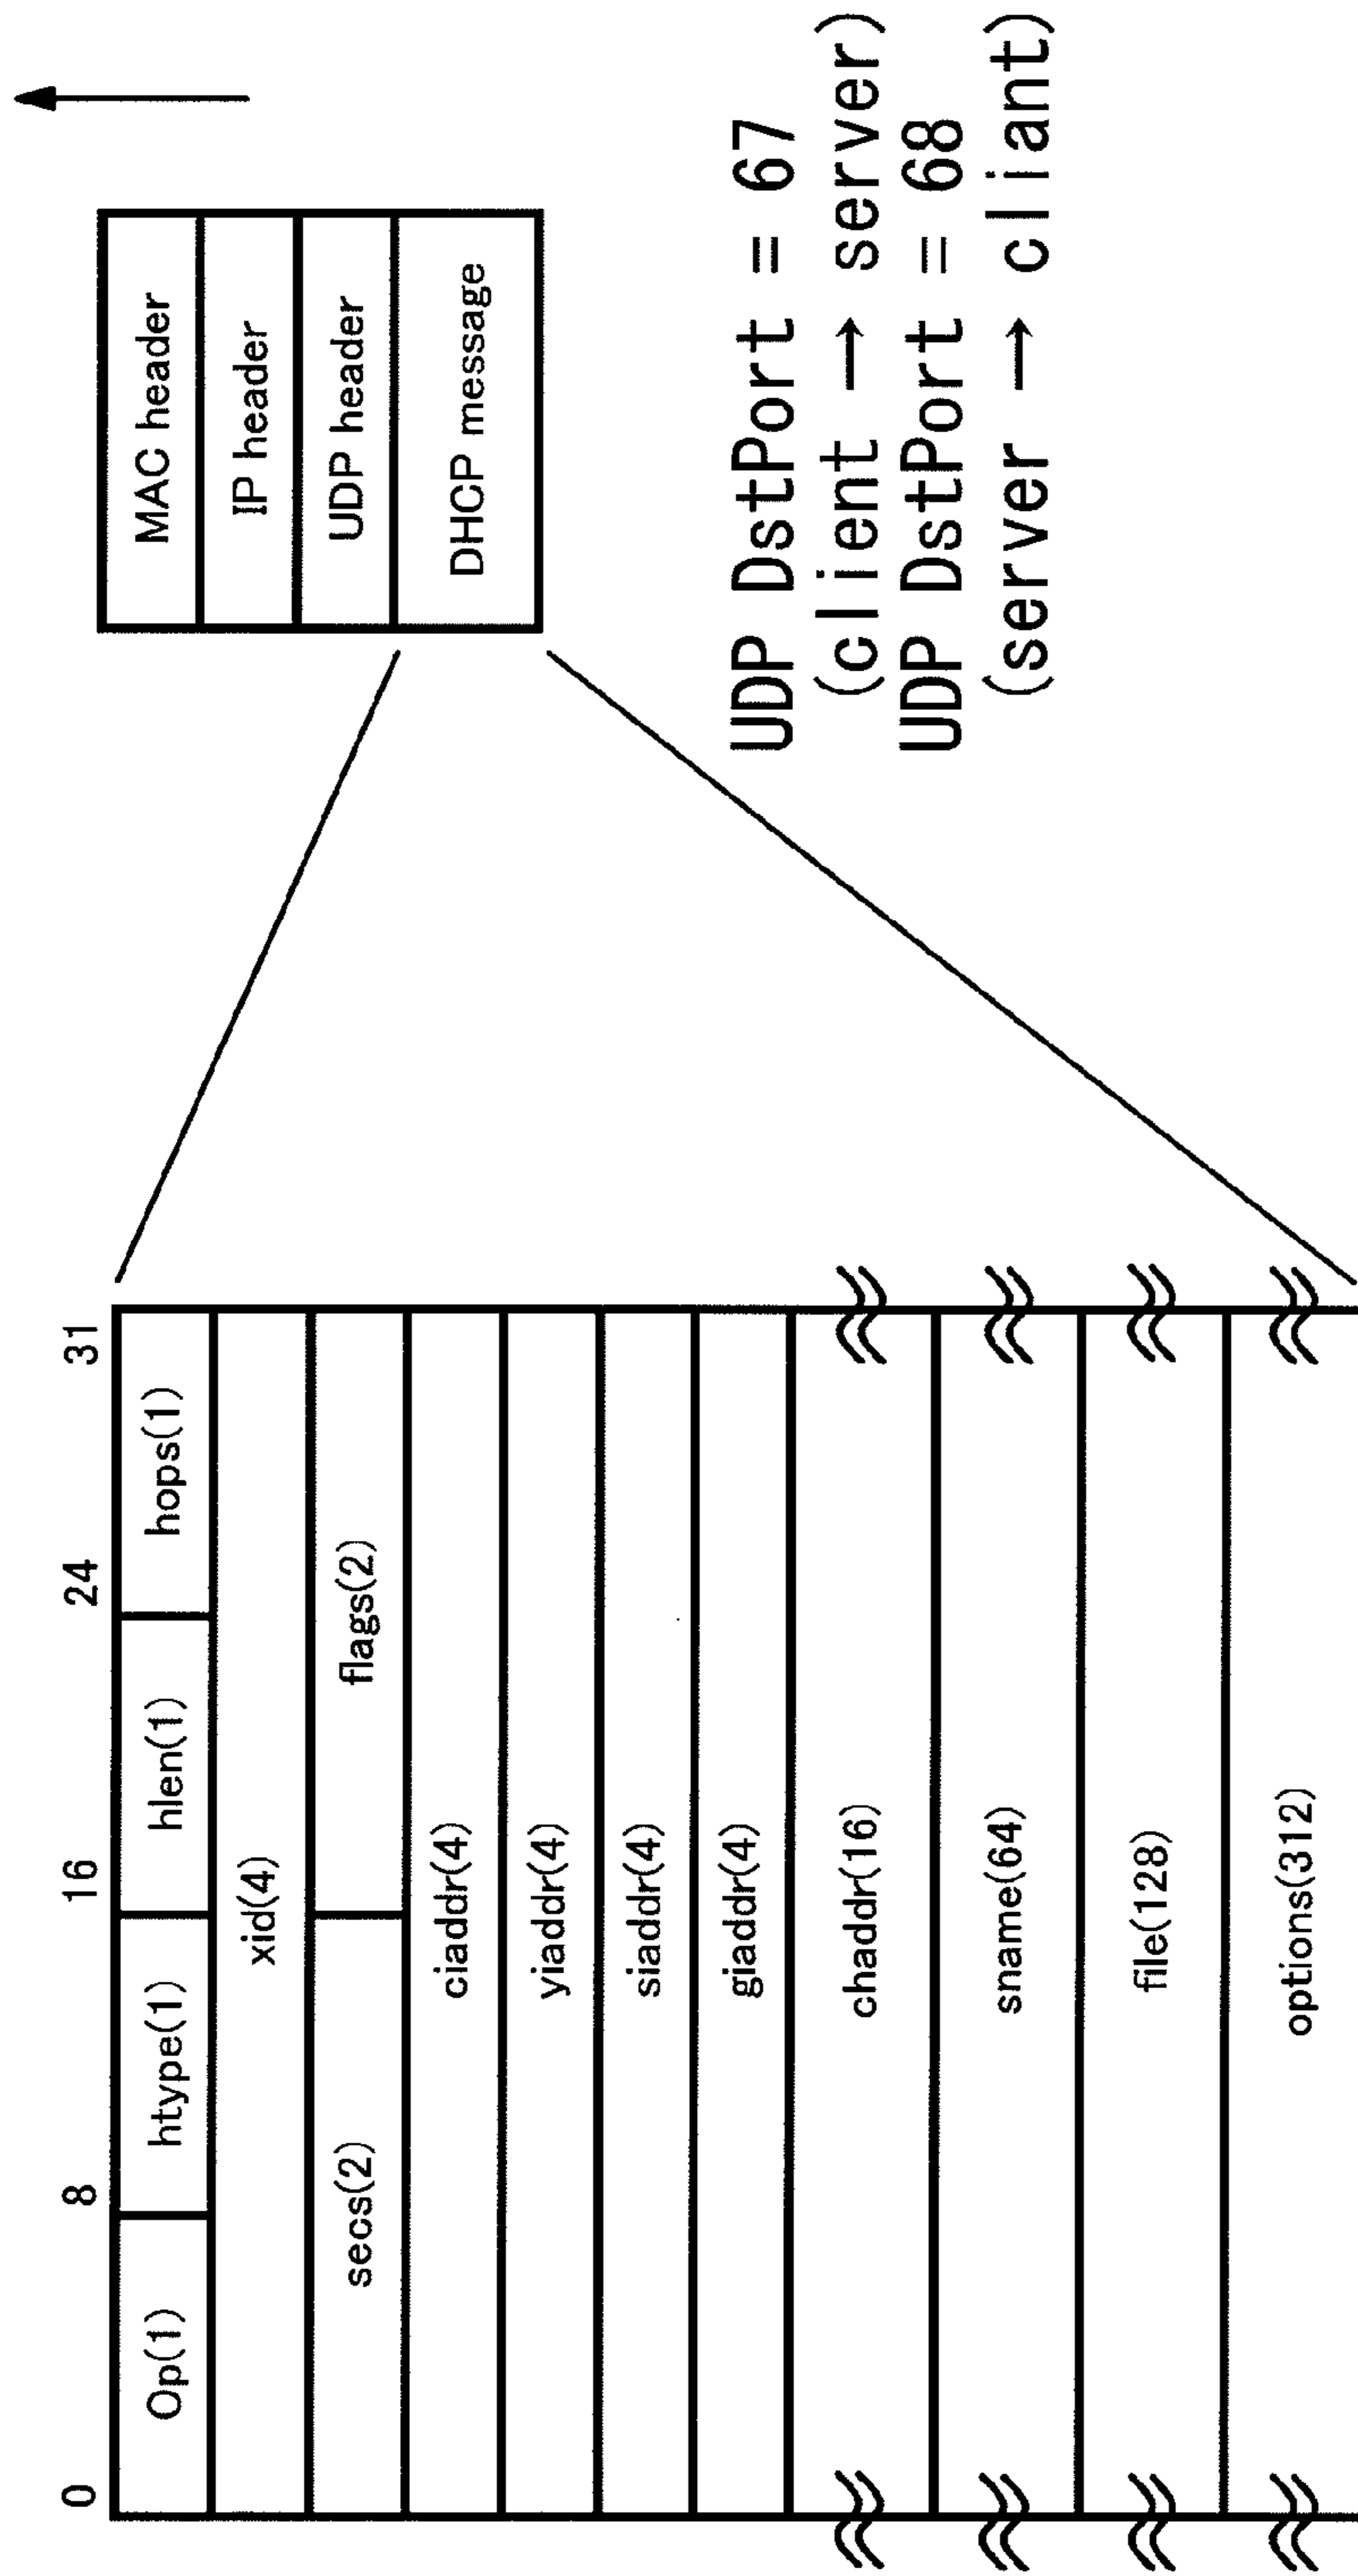 0 8 16 24 31
Op(1) htype(1) hlen(1) hops(1)
xid(4)
secs(2) flags(2)
ciaddr(4)
yiaddr(4)
siaddr(4)
giaddr(4)
chaddr(16)
sname(64)
file(128)
options(312)
MAC header
IP header
UDP header
DHCP message
UDP DstPort = 67
(client → server)
UDP DstPort = 68
(server → cliant)